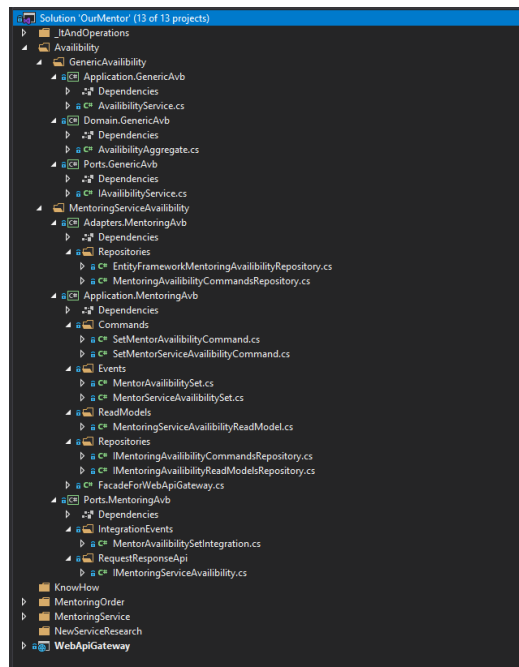 Solution 'OurMentor' (13 of 13 projects)
_ItAndOperations
Availibility
GenericAvailibility
Application.GenericAvb
Dependencies
C# AvailibilityService.cs
Domain.GenericAvb
Dependencies
C# AvailibilityAggregate.cs
Ports.GenericAvb
Dependencies
C# IAvailibilityService.cs
MentoringServiceAvailibility
Adapters.MentoringAvb
Dependencies
Repositories
C# EntityFrameworkMentoringAvailibilityRepository.cs
C# MentoringAvailibilityCommandsRepository.cs
Application.MentoringAvb
Dependencies
Commands
C# SetMentorAvailibilityCommand.cs
C# SetMentorServiceAvailibilityCommand.cs
Events
C# MentorAvailibilitySet.cs
C# MentorServiceAvailibilitySet.cs
ReadModels
C# MentoringServiceAvailibilityReadModel.cs
Repositories
C# IMentoringAvailibilityCommandsRepository.cs
C# IMentoringAvailibilityReadModelsRepository.cs
C# FacadeForWebApiGateway.cs
Ports.MentoringAvb
Dependencies
IntegrationEvents
C# MentorAvailibilitySetIntegration.cs
RequestResponseApi
C# IMentoringServiceAvailibility.cs
KnowHow
MentoringOrder
MentoringService
NewServiceResearch
WebApiGateway